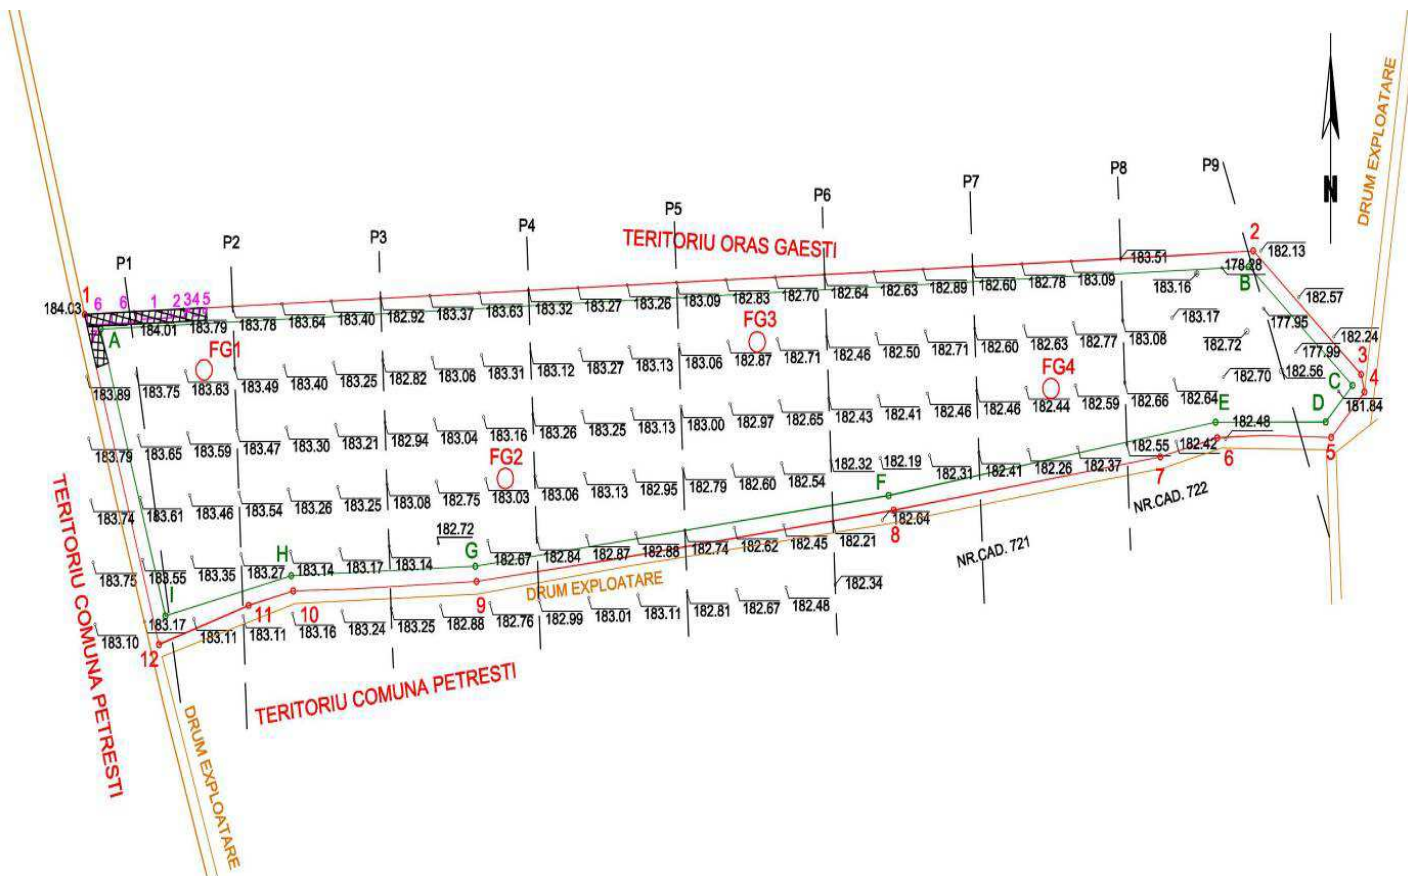 DRUM EXPLOATARE
N
P9
P8
P7
P6
P5
P4
P3
P2
P1
TERITORIU ORAS GAESTI
2
182.13
183.51
178.28
B
183.16
182.57
1
184.03
6 6 1 2 3 4 5
A
184.01 183.79 183.78 183.64 183.40 182.92 183.37 183.63 183.32 183.27 183.26 183.09 182.83 182.70 182.64 182.63 182.89 182.60 182.78 183.09
183.17
177.95
182.24
182.72
177.99
3
4
FG1
FG3
FG4
183.89 183.75 183.63 183.49 183.40 183.25 182.82 183.06 183.31 183.12 183.27 183.13 183.06 182.87 182.71 182.46 182.50 182.71 182.60 182.63 182.77 183.08
182.70
182.56
C
181.84
D
E
183.79 183.65 183.59 183.47 183.30 183.21 182.94 183.04 183.16 183.26 183.25 183.13 183.00 182.97 182.65 182.43 182.41 182.46 182.46 182.44 182.59 182.66 182.64
182.48
5
6
FG2
183.74 183.61 183.46 183.54 183.26 183.25 183.08 182.75 183.03 183.06 183.13 182.95 182.79 182.60 182.54 182.32 182.19 182.31 182.41 182.26 182.37 182.55 182.42
7
F
8
182.64
NR.CAD. 722
NR.CAD. 721
182.72
G
H
183.75 183.55 183.35 183.27 183.14 183.17 183.14 182.67 182.84 182.87 182.88 182.74 182.62 182.45 182.21
I
183.17
182.34
DRUM EXPLOATARE
9
10
11
12
183.10 183.11 183.11 183.16 183.24 183.25 182.88 182.76 182.99 183.01 183.11 182.81 182.67 182.48
TERITORIU COMUNA PETRESTI
TERITORIU COMUNA PETRESTI
DRUM EXPLOATARE